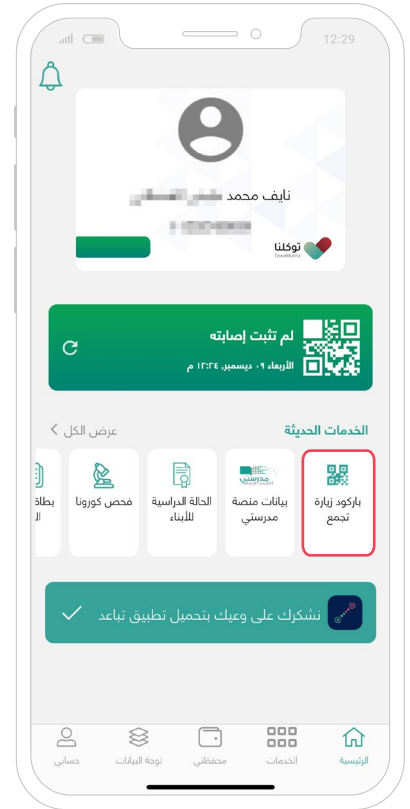 12:29
نايف محمد
توكلنا
Tawakkalna
لم تثبت إصابته
الأربعاء ٠٩ ديسمبر, ١٢:٢٤ م
الخدمات الحديثة
عرض الكل
باركود زيارة تجمع
بيانات منصة مدرستي
الحالة الدراسية للأبناء
فحص كورونا
نشكرك على وعيك بتحميل تطبيق تباعد
الرئيسية
الخدمات
محفظتي
لوحة البيانات
حسابي